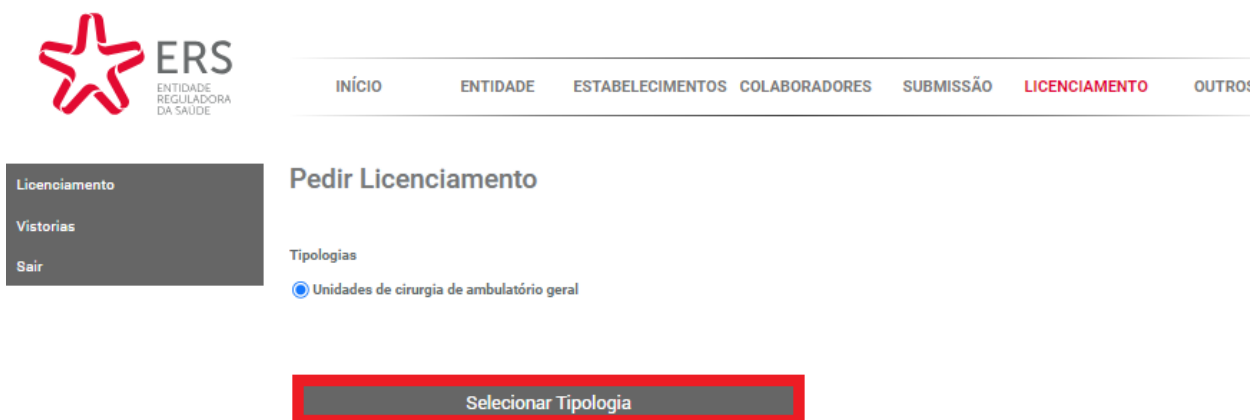 ERS
ENTIDADE
REGULADORA
DA SAÚDE
INÍCIO ENTIDADE ESTABELECIMENTOS COLABORADORES SUBMISSÃO LICENCIAMENTO OUTROS
Licenciamento
Vistorias
Sair
Pedir Licenciamento
Tipologias
Unidades de cirurgia de ambulatório geral
Selecionar Tipologia